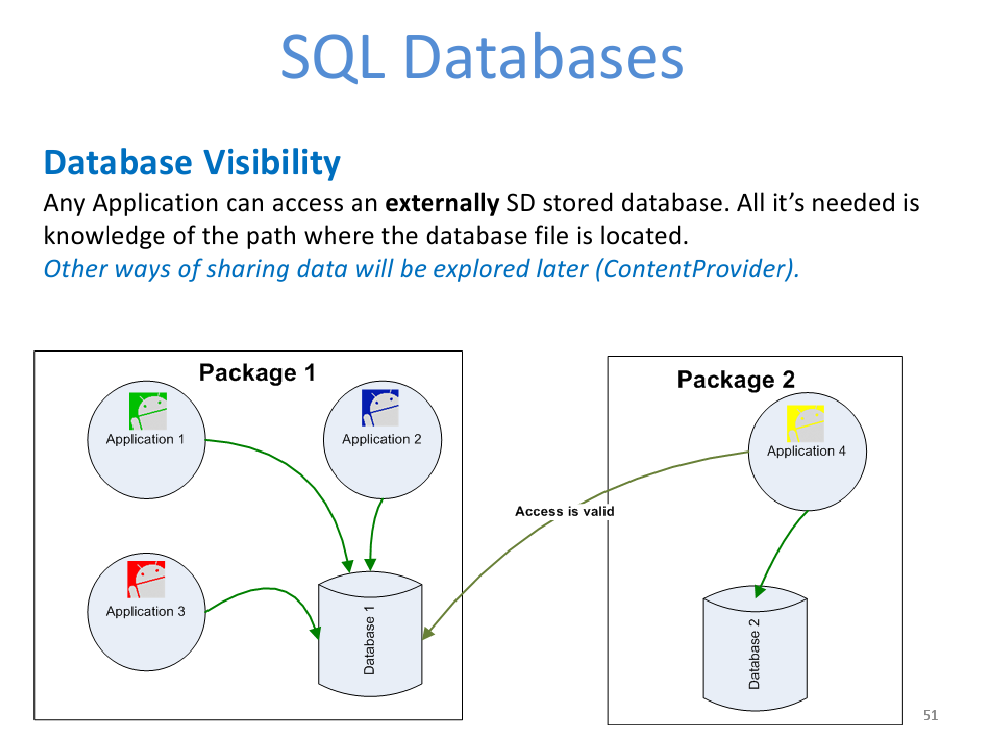 SQL Databases
Database Visibility
Any Application can access an externally SD stored database. All it’s needed is
knowledge of the path where the database file is located.
Other ways of sharing data will be explored later (ContentProvider).
Package 1
Application 1
Application 2
Application 3
Database 1
Access is valid
Package 2
Application 4
Database 2
51